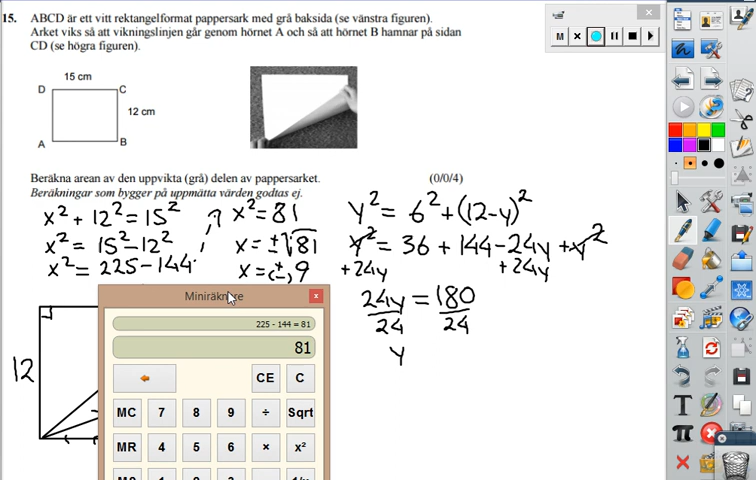 15. ABCD är ett vitt rektangelformat pappersark med grå baksida (se vänstra figuren).
Arket viks så att vikningslinjen går genom hörnet A och så att hörnet B hamnar på sidan
CD (se högra figuren).
15 cm
D
C
12 cm
A
B
Beräkna arean av den uppvikta (grå) delen av pappersarket.
(0/0/4)
Beräkningar som bygger på uppmätta värden godtas ej.
x² + 12² = 15²
x² = 15² - 12²
x² = 225 - 144
x² = 81
x = ±√81
x = (±) 9
y² = 6² + (12 - y)²
y² = 36 + 144 - 24y + y²
+24y +24y
24y = 180
24 24
y
12
Miniräknare
x
225 - 144 = 81
81
CE C
MC 7 8 9 ÷ Sqrt
MR 4 5 6 × x²
M
T
π